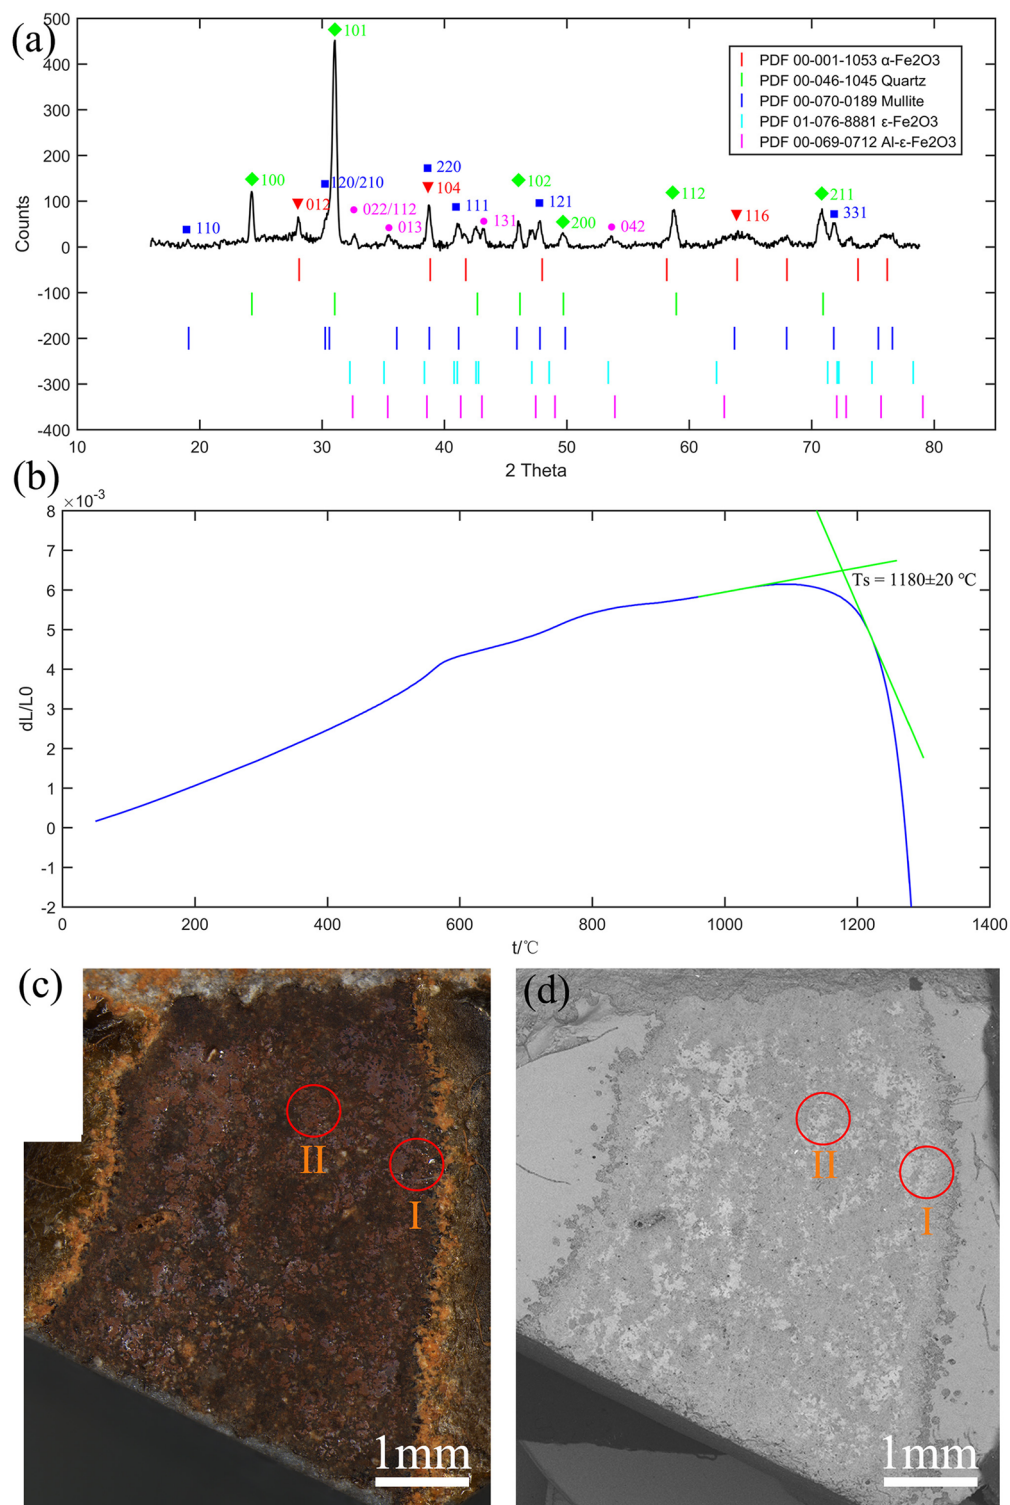 (a)
500
400
300
200
100
0
-100
-200
-300
-400
Counts
10
20
30
40
50
60
70
80
2 Theta
PDF 00-001-1053 α-Fe2O3
PDF 00-046-1045 Quartz
PDF 00-070-0189 Mullite
PDF 01-076-8881 ε-Fe2O3
PDF 00-069-0712 Al-ε-Fe2O3
101
100
110
012
120/210
022/112
013
220
104
111
131
102
121
200
042
112
116
211
331
(b)
×10-3
8
7
6
5
4
3
2
1
0
-1
-2
dL/L0
Ts = 1180±20 ℃
0
200
400
600
800
1000
1200
1400
t/℃
(c)
II
I
1mm
(d)
II
I
1mm